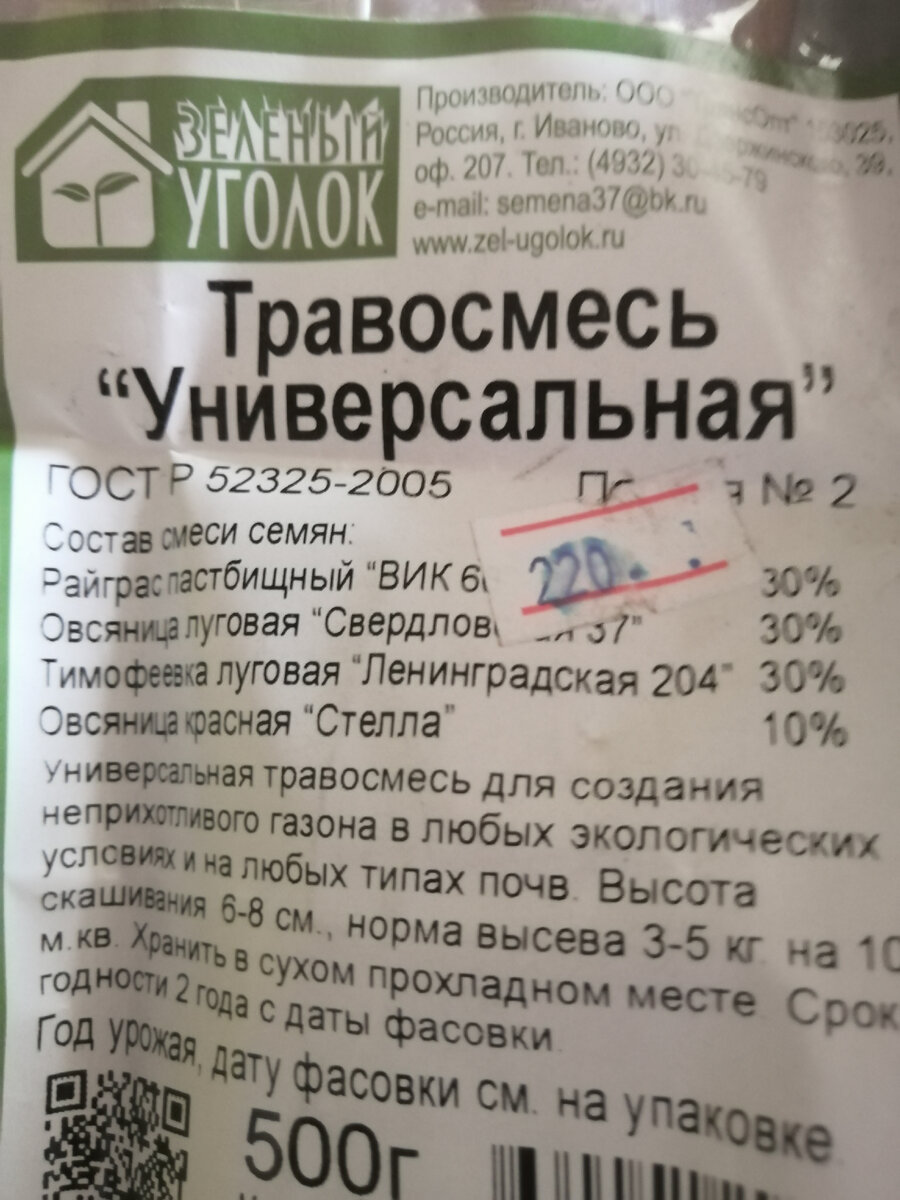 ЗЕЛЕНЫЙ
УГОЛОК
Производитель: ООО
Россия, г. Иваново, ул 39,
оф. 207. Тел.: (4932)
e-mail: semena37@bk.ru
www.zel-ugolok.ru
Травосмесь
“Универсальная”
ГОСТ Р 52325-2005 № 2
Состав смеси семян:
Райграс пастбищный “ВИК 30%
Овсяница луговая “Свердлов 37” 30%
220.
Тимофеевка луговая “Ленинградская 204” 30%
Овсяница красная “Стелла” 10%
Универсальная травосмесь для создания
неприхотливого газона в любых экологических
условиях и на любых типах почв. Высота
скашивания 6-8 см., норма высева 3-5 кг. на 10
м.кв. Хранить в сухом прохладном месте. Срок
годности 2 года с даты фасовки.
Год урожая, дату фасовки см. на упаковке.
500г